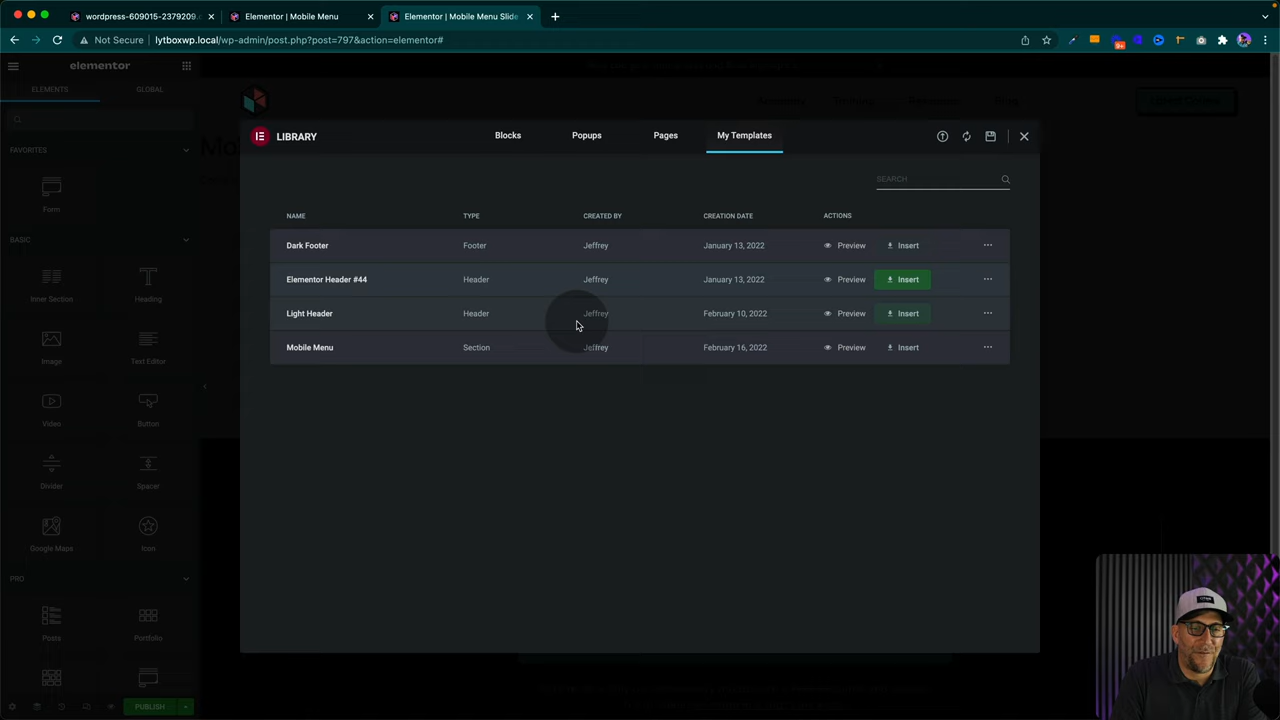 wordpress-609015-2379209.c
Elementor | Mobile Menu
Elementor | Mobile Menu Slide
Not Secure
lytboxwp.local/wp-admin/post.php?post=797&action=elementor#
9+
elementor
ELEMENTS
GLOBAL
FAVORITES
Form
BASIC
Inner Section
Heading
Image
Text Editor
Video
Button
Divider
Spacer
Google Maps
Icon
PRO
Posts
Portfolio
PUBLISH
LIBRARY
Blocks
Popups
Pages
My Templates
SEARCH
NAME
TYPE
CREATED BY
CREATION DATE
ACTIONS
Dark Footer
Footer
Jeffrey
January 13, 2022
Preview
Insert
Elementor Header #44
Header
Jeffrey
January 13, 2022
Preview
Insert
Light Header
Header
Jeffrey
February 10, 2022
Preview
Insert
Mobile Menu
Section
Jeffrey
February 16, 2022
Preview
Insert